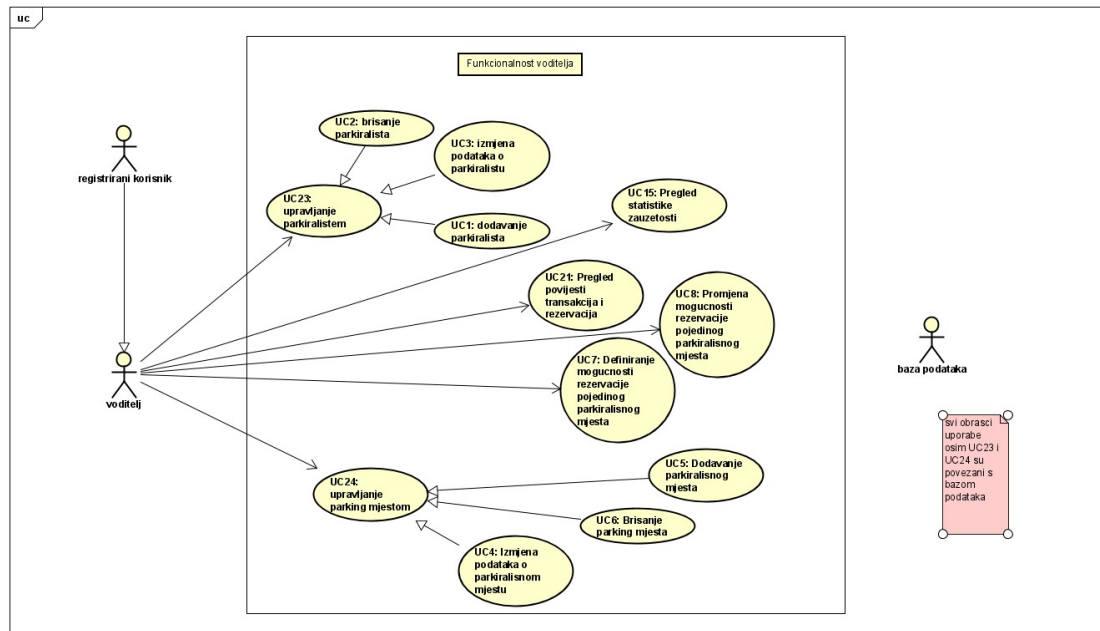 uc
Funkcionalnost voditelja
UC2: brisanje
parkiralista
UC3: izmjena
podataka o
parkiralistu
registrirani korisnik
UC23:
upravljanje
parkiralistem
UC15: Pregled
statistike
zauzetosti
UC1: dodavanje
parkiralista
UC21: Pregled
povijesti
transakcija i
rezervacija
UC8: Promjena
mogucnosti
rezervacije
pojedinog
parkiralisnog
mjesta
UC7: Definiranje
mogucnosti
rezervacije
pojedinog
parkiralisnog
mjesta
baza podataka
voditelj
svi obrasci
uporabe
osim UC23 i
UC24 su
povezani s
bazom
podataka
UC24:
upravljanje
parking mjestom
UC5: Dodavanje
parkiralisnog
mjesta
UC6: Brisanje
parking mjesta
UC4: Izmjena
podataka o
parkiralisnom
mjestu